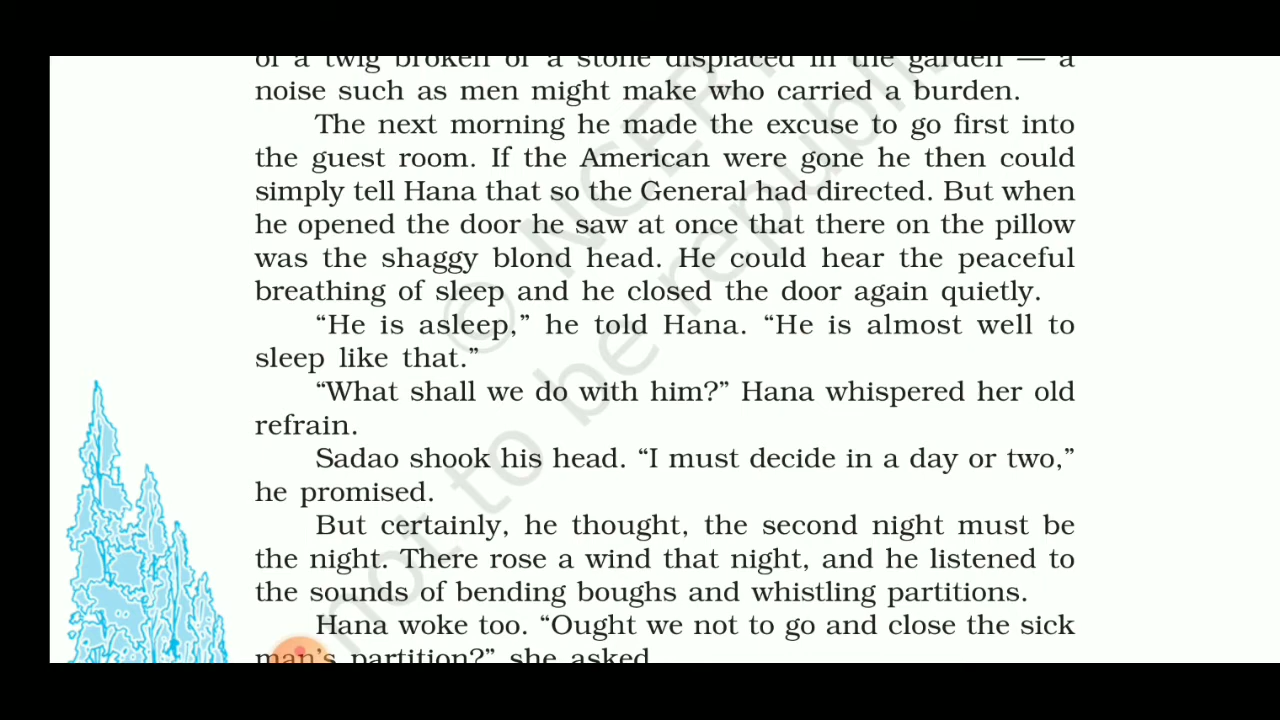 of a twig broken or a stone displaced in the garden — a
noise such as men might make who carried a burden.
The next morning he made the excuse to go first into
the guest room. If the American were gone he then could
simply tell Hana that so the General had directed. But when
he opened the door he saw at once that there on the pillow
was the shaggy blond head. He could hear the peaceful
breathing of sleep and he closed the door again quietly.
“He is asleep,” he told Hana. “He is almost well to
sleep like that.”
“What shall we do with him?” Hana whispered her old
refrain.
Sadao shook his head. “I must decide in a day or two,”
he promised.
But certainly, he thought, the second night must be
the night. There rose a wind that night, and he listened to
the sounds of bending boughs and whistling partitions.
Hana woke too. “Ought we not to go and close the sick
man’s partition?” she asked
© NCERT
not to be republi